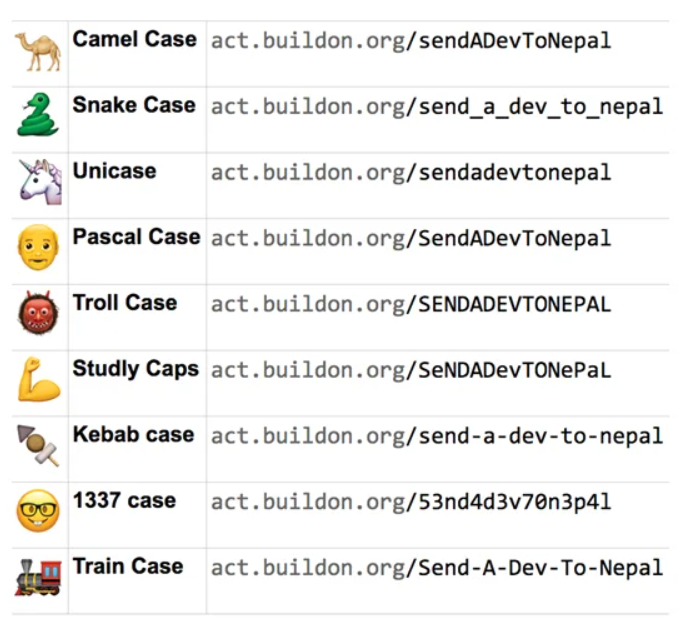 Camel Case act.buildon.org/sendADevToNepal
Snake Case act.buildon.org/send_a_dev_to_nepal
Unicase act.buildon.org/sendadevtonepal
Pascal Case act.buildon.org/SendADevToNepal
Troll Case act.buildon.org/SENDADEVTONEPAL
Studly Caps act.buildon.org/SeNDADevTONePaL
Kebab case act.buildon.org/send-a-dev-to-nepal
1337 case act.buildon.org/53nd4d3v70n3p4l
Train Case act.buildon.org/Send-A-Dev-To-Nepal